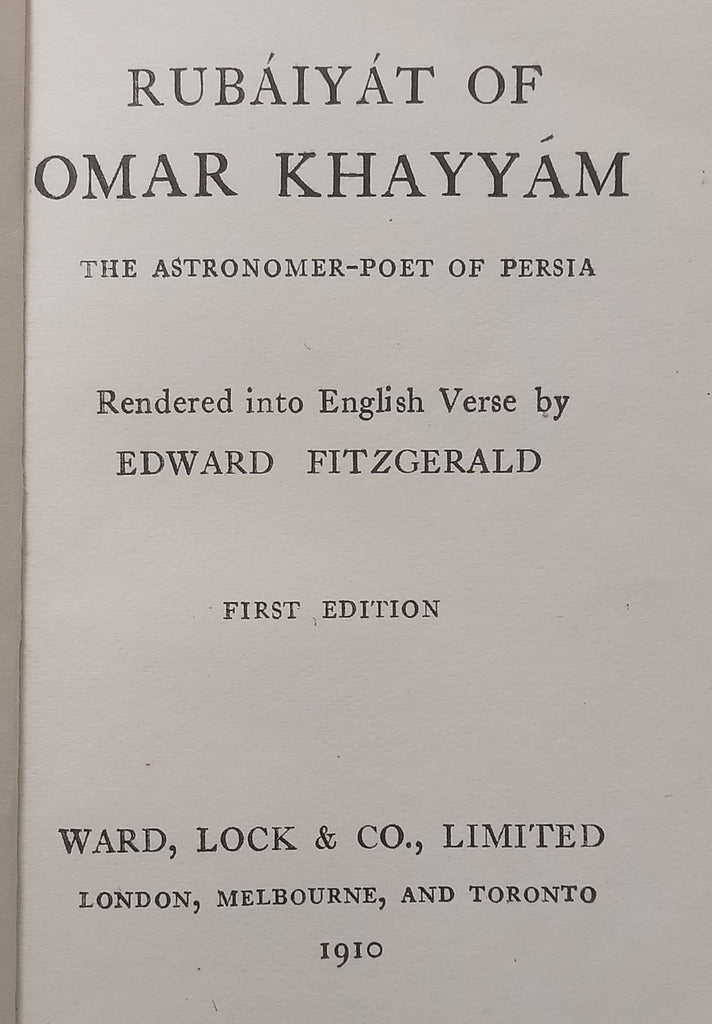 RUBÁIYÁT OF
OMAR KHAYYÁM
THE ASTRONOMER-POET OF PERSIA
Rendered into English Verse by
EDWARD FITZGERALD
FIRST EDITION
WARD, LOCK & CO., LIMITED
LONDON, MELBOURNE, AND TORONTO
1910